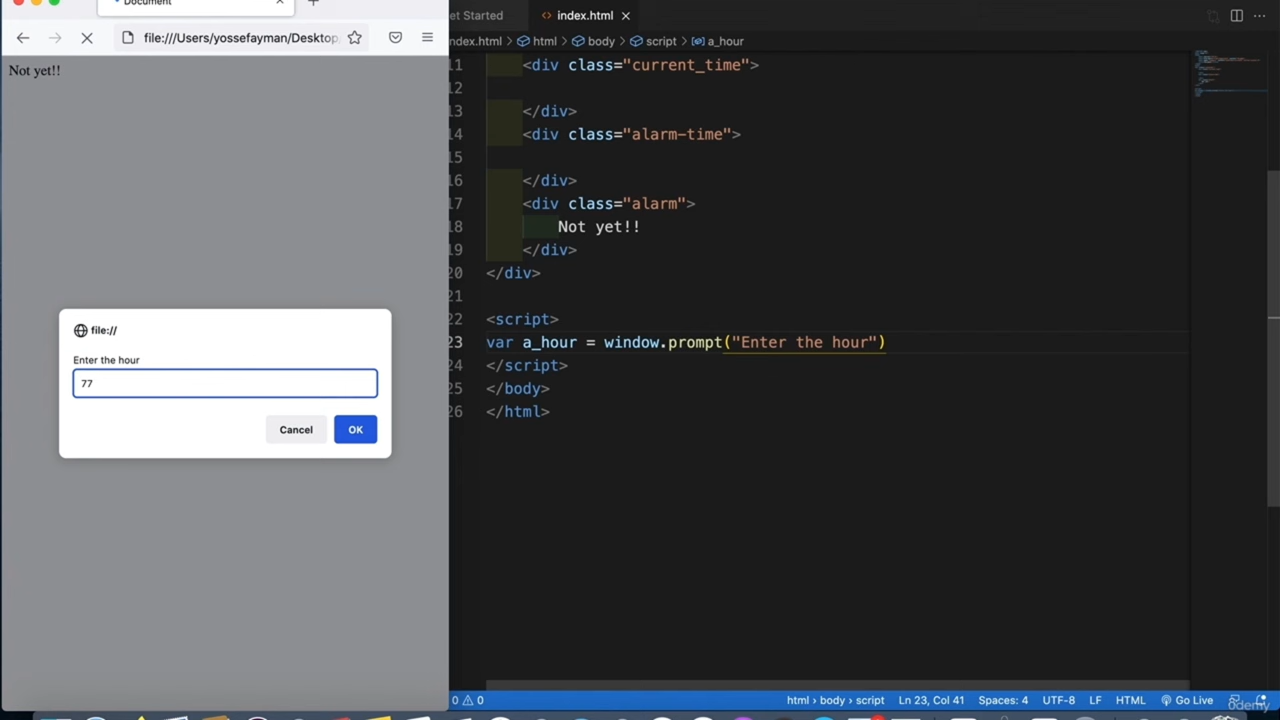 Document
file:///Users/yossefayman/Desktop
Not yet!!
file://
Enter the hour
77
Cancel
OK
et Started
index.html
ndex.html > html > body > script > a_hour
11 <div class="current_time">
12
13 </div>
14 <div class="alarm-time">
15
16 </div>
17 <div class="alarm">
18 Not yet!!
19 </div>
20 </div>
21
22 <script>
23 var a_hour = window.prompt("Enter the hour")
24 </script>
25 </body>
26 </html>
0 0
html > body > script
Ln 23, Col 41
Spaces: 4
UTF-8
LF
HTML
Go Live
ûdemy